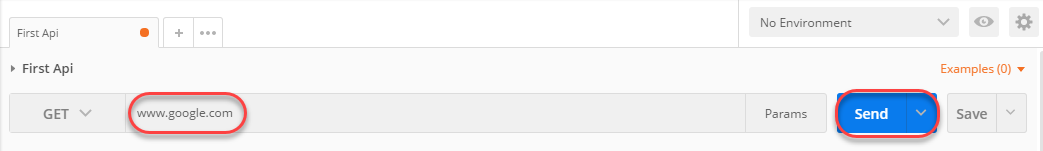 First Api
No Environment
First Api
Examples (0)
GET www.google.com Params Send Save